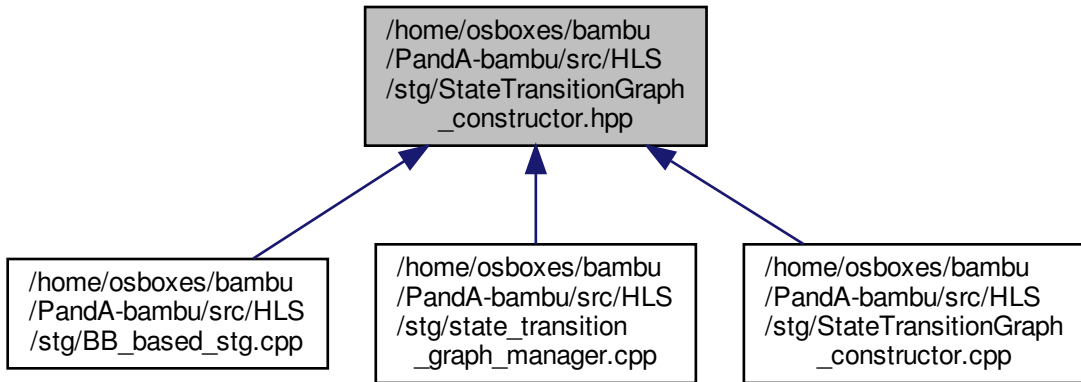 /home/osboxes/bambu
/PandA-bambu/src/HLS
/stg/StateTransitionGraph
_constructor.hpp
/home/osboxes/bambu
/PandA-bambu/src/HLS
/stg/BB_based_stg.cpp
/home/osboxes/bambu
/PandA-bambu/src/HLS
/stg/state_transition
_graph_manager.cpp
/home/osboxes/bambu
/PandA-bambu/src/HLS
/stg/StateTransitionGraph
_constructor.cpp